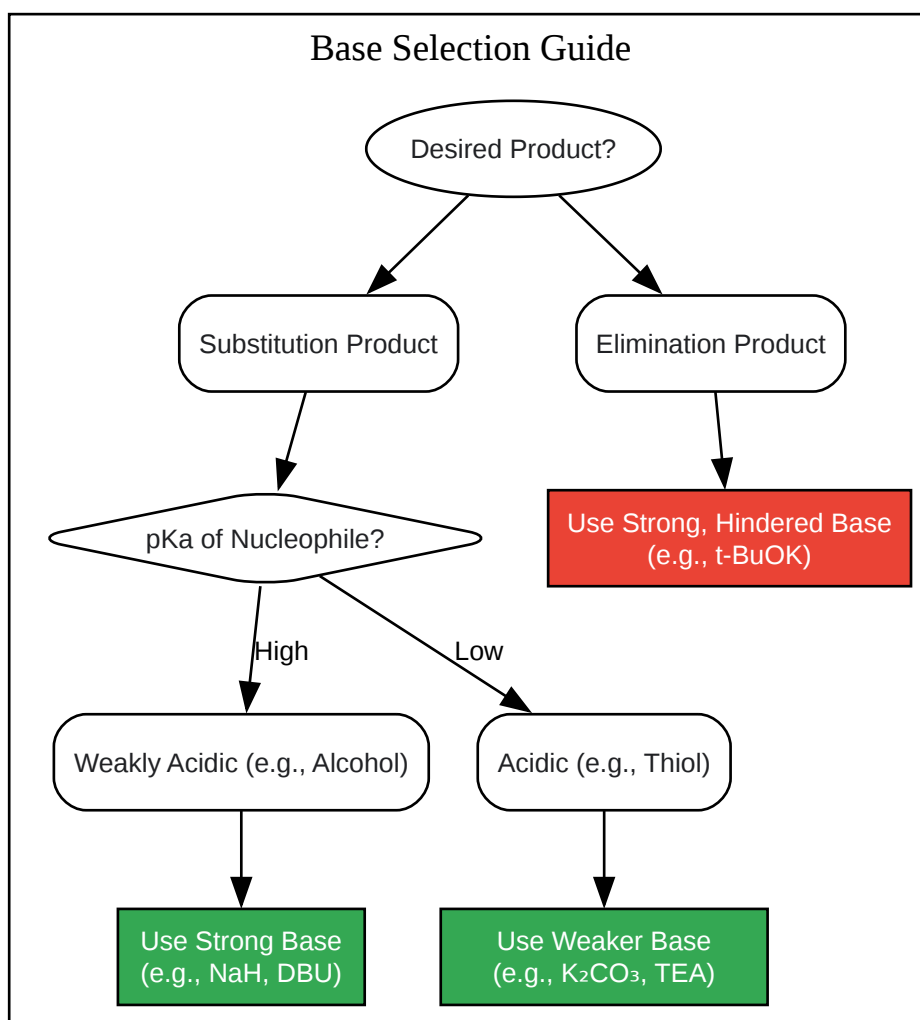 Base Selection Guide
Desired Product?
Substitution Product
Elimination Product
pKa of Nucleophile?
Use Strong, Hindered Base
(e.g., t-BuOK)
High
Low
Weakly Acidic (e.g., Alcohol)
Acidic (e.g., Thiol)
Use Strong Base
(e.g., NaH, DBU)
Use Weaker Base
(e.g., K₂CO₃, TEA)